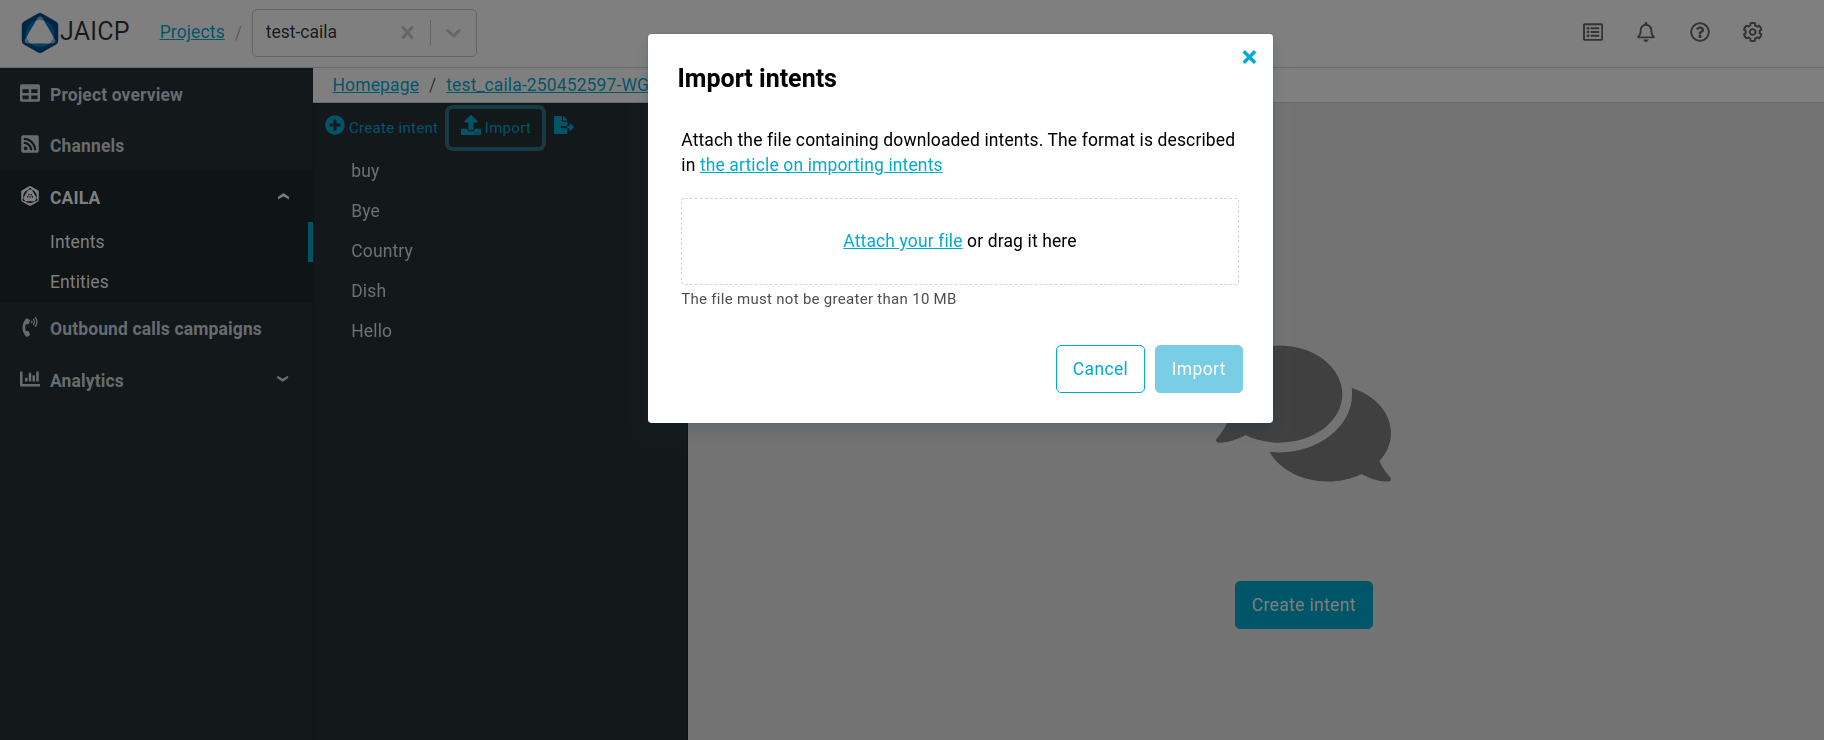 JAICP
Projects / test-caila
Project overview
Channels
CAILA
Intents
Entities
Outbound calls campaigns
Analytics
Homepage / test_caila-250452597-WG
Create intent
Import
buy
Bye
Country
Dish
Hello
Import intents
Attach the file containing downloaded intents. The format is described
in the article on importing intents
Attach your file or drag it here
The file must not be greater than 10 MB
Cancel
Import
Create intent